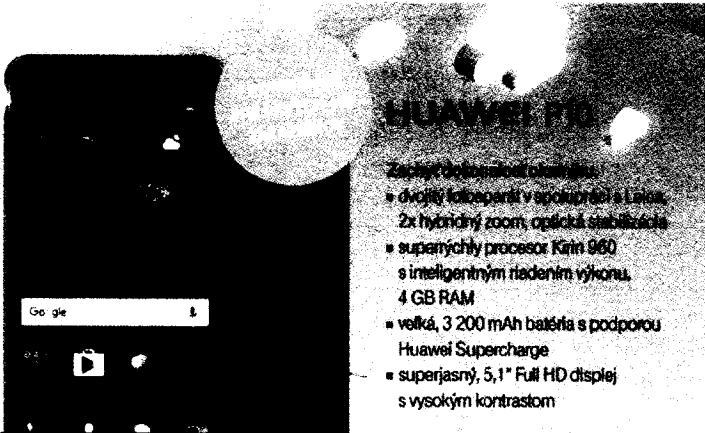 HUAWEI P10
Zachyť dokonalosť okamihu.
▪ dvojitý fotoaparát v spolupráci s Leica,
2x hybridný zoom, optická stabilizácia
▪ superrýchly procesor Kirin 960
s inteligentným riadením výkonu,
4 GB RAM
▪ veľká, 3 200 mAh batéria s podporou
Huawei Supercharge
▪ superjasný, 5,1" Full HD displej
s vysokým kontrastom
Google